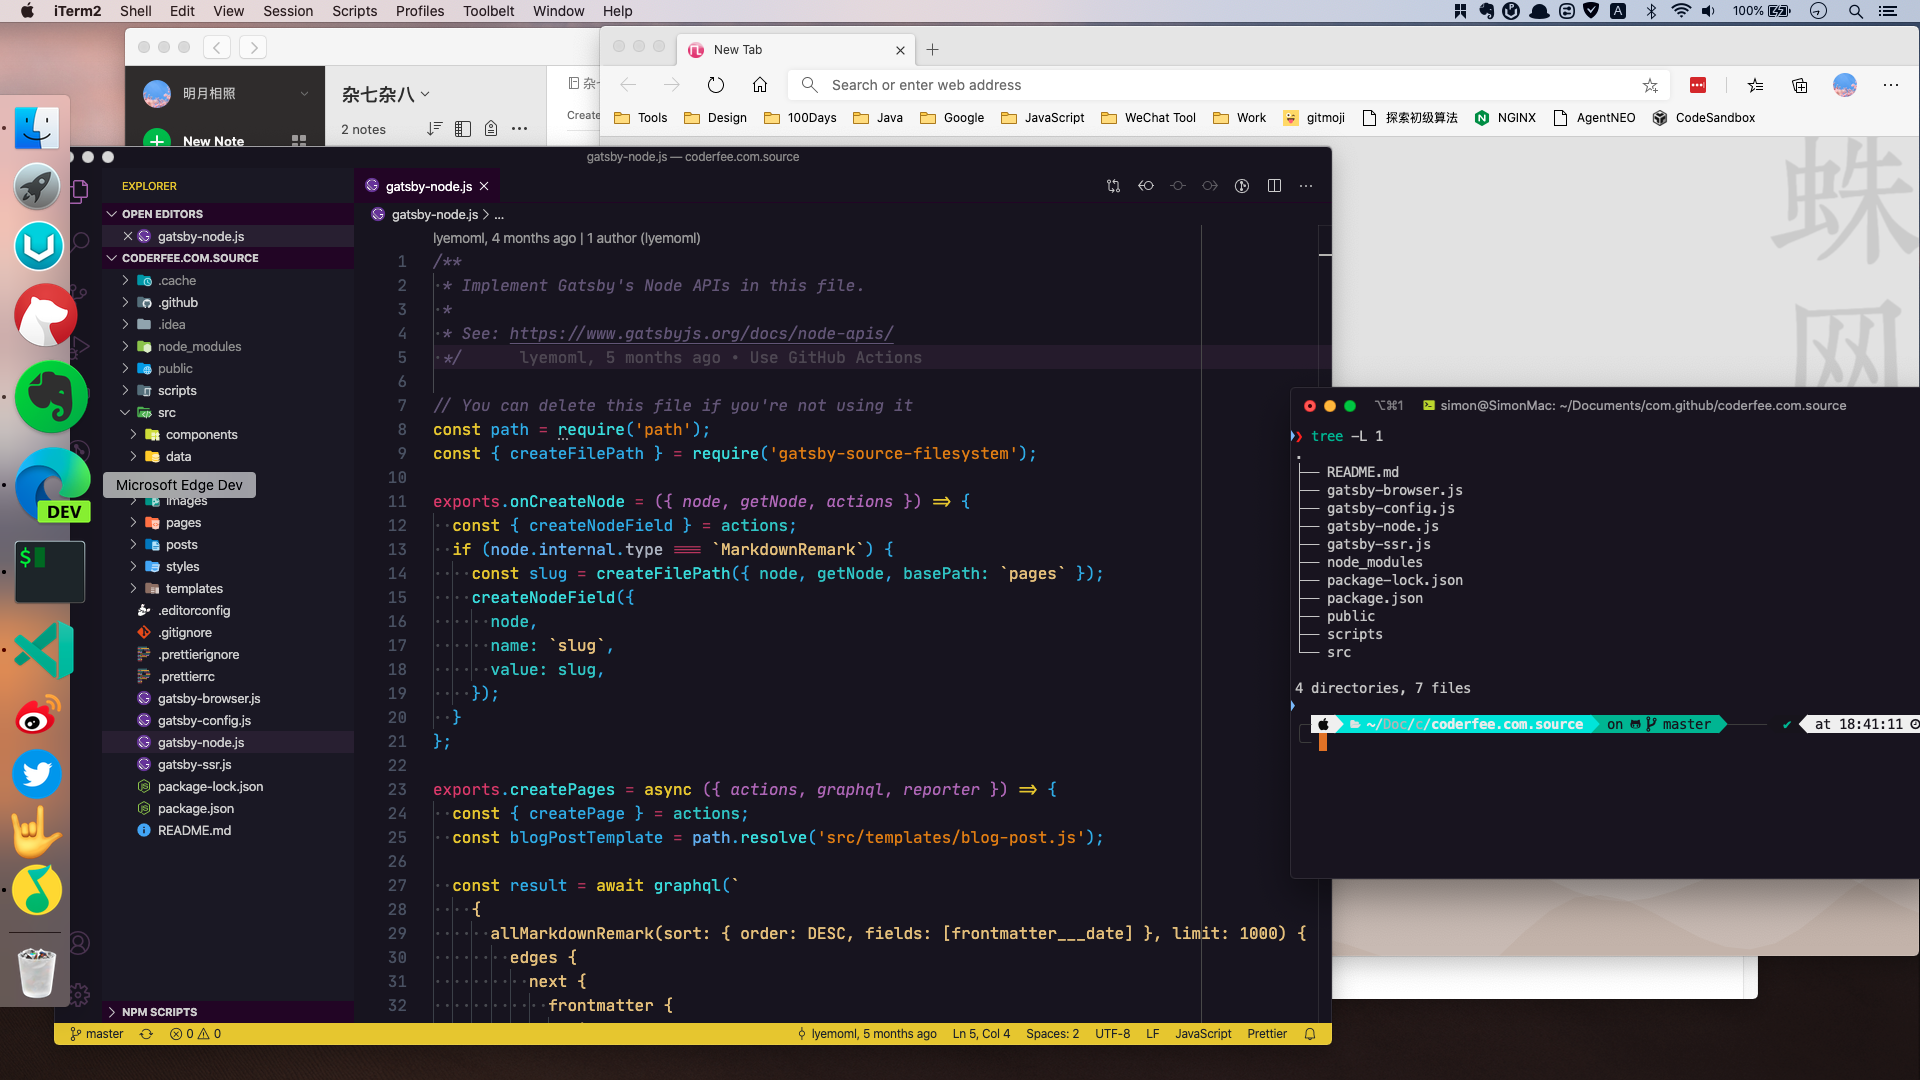 iTerm2 Shell Edit View Session Scripts Profiles Toolbelt Window Help
100%
明月相照
New Note
杂七杂八
2 notes
杂七
Create
New Tab
Search or enter web address
Tools Design 100Days Java Google JavaScript WeChat Tool Work gitmoji 探索初级算法 NGINX AgentNEO CodeSandbox
蛛
网
gatsby-node.js — coderfee.com.source
EXPLORER
OPEN EDITORS
gatsby-node.js
CODERFEE.COM.SOURCE
.cache
.github
.idea
node_modules
public
scripts
src
components
data
Microsoft Edge Dev
images
pages
posts
styles
templates
.editorconfig
.gitignore
.prettierignore
.prettierrc
gatsby-browser.js
gatsby-config.js
gatsby-node.js
gatsby-ssr.js
package-lock.json
package.json
README.md
NPM SCRIPTS
DEV
gatsby-node.js
gatsby-node.js > ...
lyemoml, 4 months ago | 1 author (lyemoml)
1 /**
2 * Implement Gatsby's Node APIs in this file.
3 *
4 * See: https://www.gatsbyjs.org/docs/node-apis/
5 */ lyemoml, 5 months ago • Use GitHub Actions
6
7 // You can delete this file if you're not using it
8 const path = require('path');
9 const { createFilePath } = require('gatsby-source-filesystem');
10
11 exports.onCreateNode = ({ node, getNode, actions }) => {
12 const { createNodeField } = actions;
13 if (node.internal.type === `MarkdownRemark`) {
14 const slug = createFilePath({ node, getNode, basePath: `pages` });
15 createNodeField({
16 node,
17 name: `slug`,
18 value: slug,
19 });
20 }
21 };
22
23 exports.createPages = async ({ actions, graphql, reporter }) => {
24 const { createPage } = actions;
25 const blogPostTemplate = path.resolve('src/templates/blog-post.js');
26
27 const result = await graphql(`
28 {
29 allMarkdownRemark(sort: { order: DESC, fields: [frontmatter___date] }, limit: 1000) {
30 edges {
31 next {
32 frontmatter {
master 0 0 lyemoml, 5 months ago Ln 5, Col 4 Spaces: 2 UTF-8 LF JavaScript Prettier
⌥⌘1 simon@SimonMac: ~/Documents/com.github/coderfee.com.source
❯ tree -L 1
.
├── README.md
├── gatsby-browser.js
├── gatsby-config.js
├── gatsby-node.js
├── gatsby-ssr.js
├── node_modules
├── package-lock.json
├── package.json
├── public
├── scripts
└── src
4 directories, 7 files
~/Doc/c/coderfee.com.source on master ✔ at 18:41:11